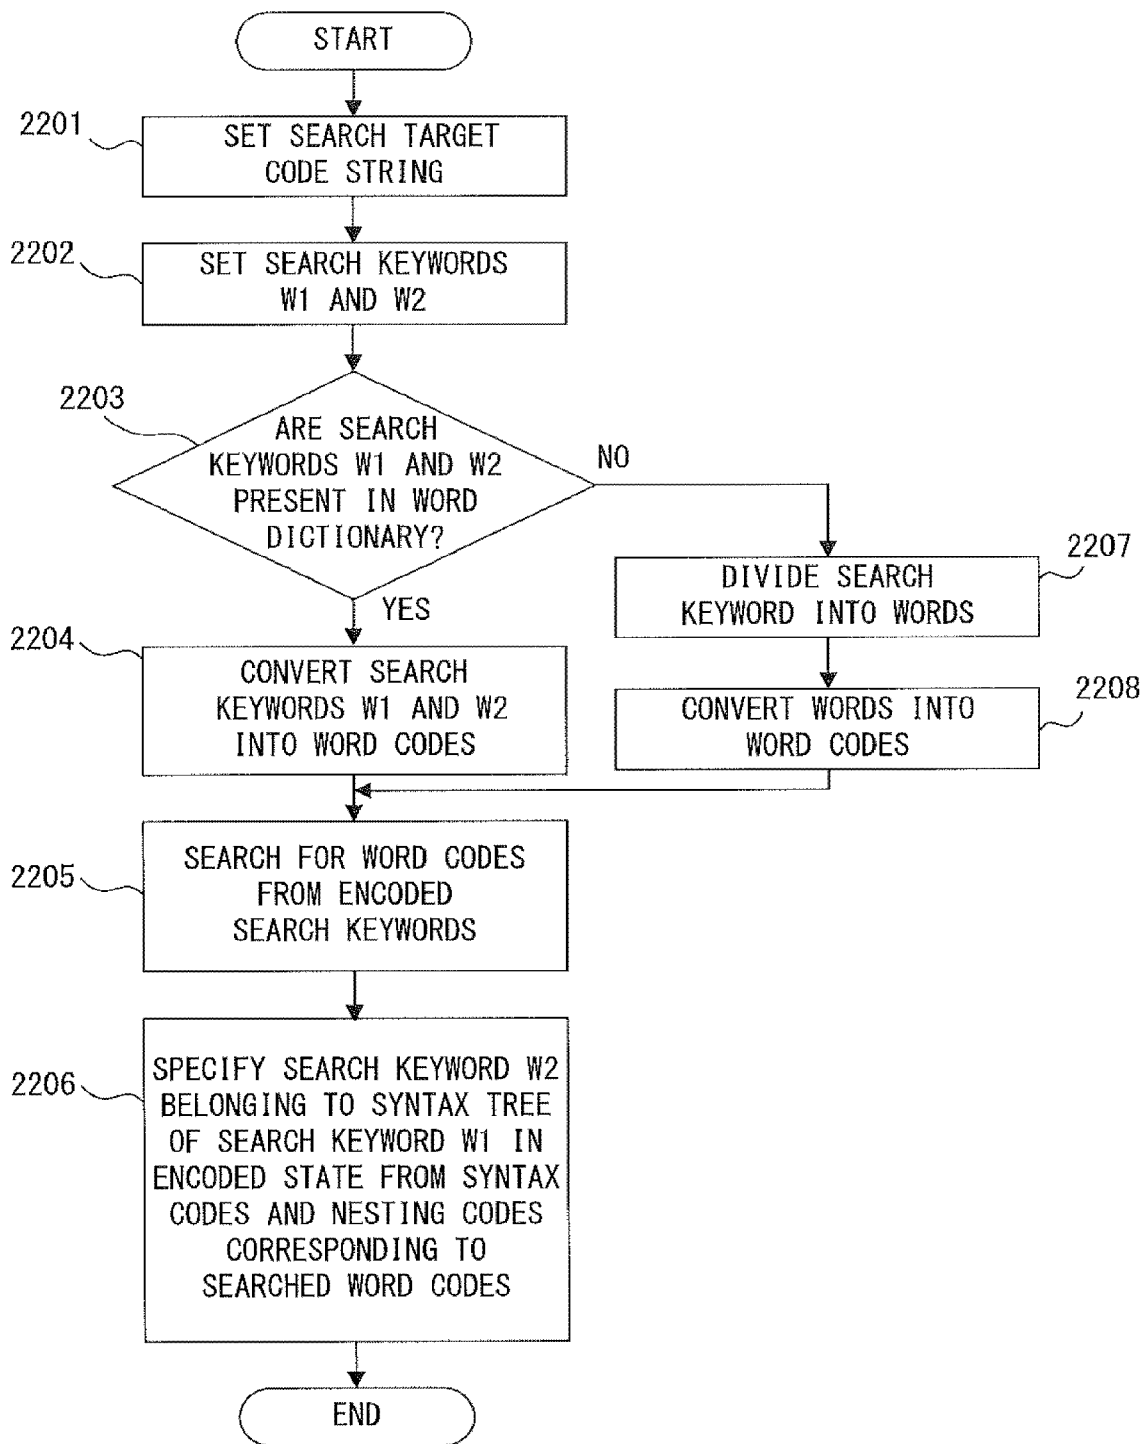 START
2201
SET SEARCH TARGET
CODE STRING
2202
SET SEARCH KEYWORDS
W1 AND W2
2203
ARE SEARCH
KEYWORDS W1 AND W2
PRESENT IN WORD
DICTIONARY?
NO
YES
2207
DIVIDE SEARCH
KEYWORD INTO WORDS
2204
CONVERT SEARCH
KEYWORDS W1 AND W2
INTO WORD CODES
2208
CONVERT WORDS INTO
WORD CODES
2205
SEARCH FOR WORD CODES
FROM ENCODED
SEARCH KEYWORDS
2206
SPECIFY SEARCH KEYWORD W2
BELONGING TO SYNTAX TREE
OF SEARCH KEYWORD W1 IN
ENCODED STATE FROM SYNTAX
CODES AND NESTING CODES
CORRESPONDING TO
SEARCHED WORD CODES
END